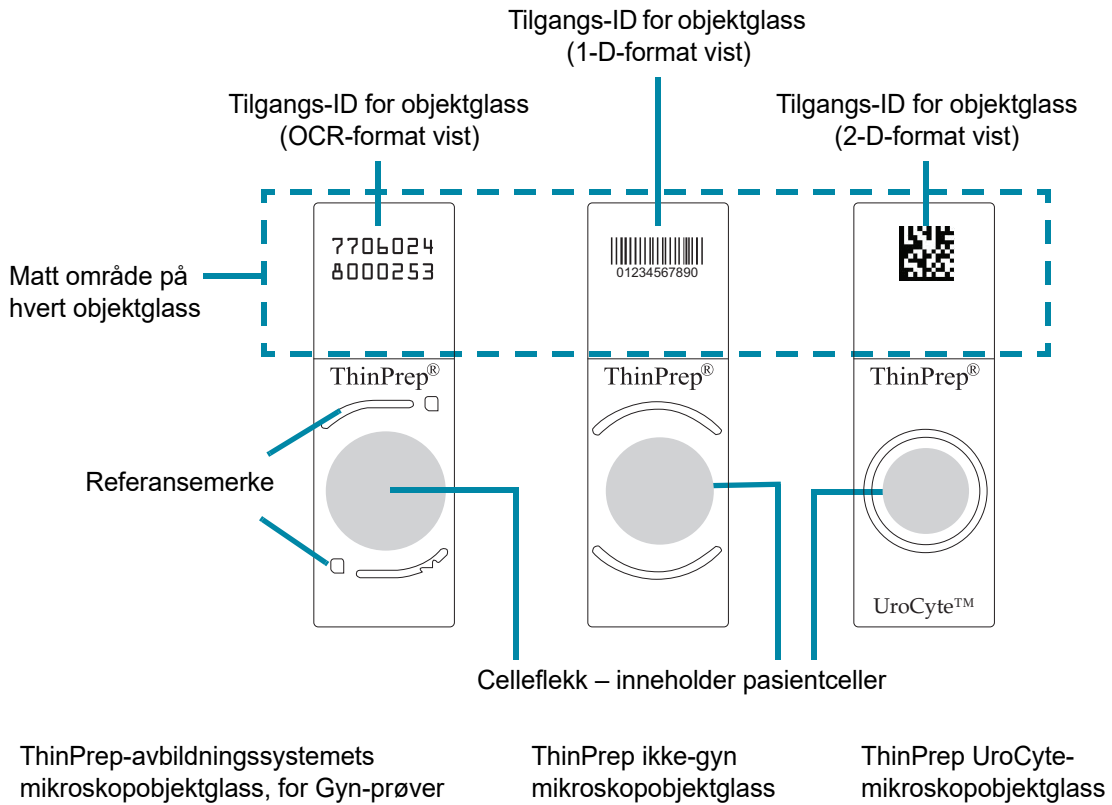 Tilgangs-ID for objektglass
(1-D-format vist)
Tilgangs-ID for objektglass
(OCR-format vist)
Tilgangs-ID for objektglass
(2-D-format vist)
Matt område på
hvert objektglass
7706024
8000253
01234567890
ThinPrep®
ThinPrep®
ThinPrep®
Referansemerke
UroCyte™
Celleflekk – inneholder pasientceller
ThinPrep-avbildningssystemets
mikroskopobjektglass, for Gyn-prøver
ThinPrep ikke-gyn
mikroskopobjektglass
ThinPrep UroCyte-
mikroskopobjektglass